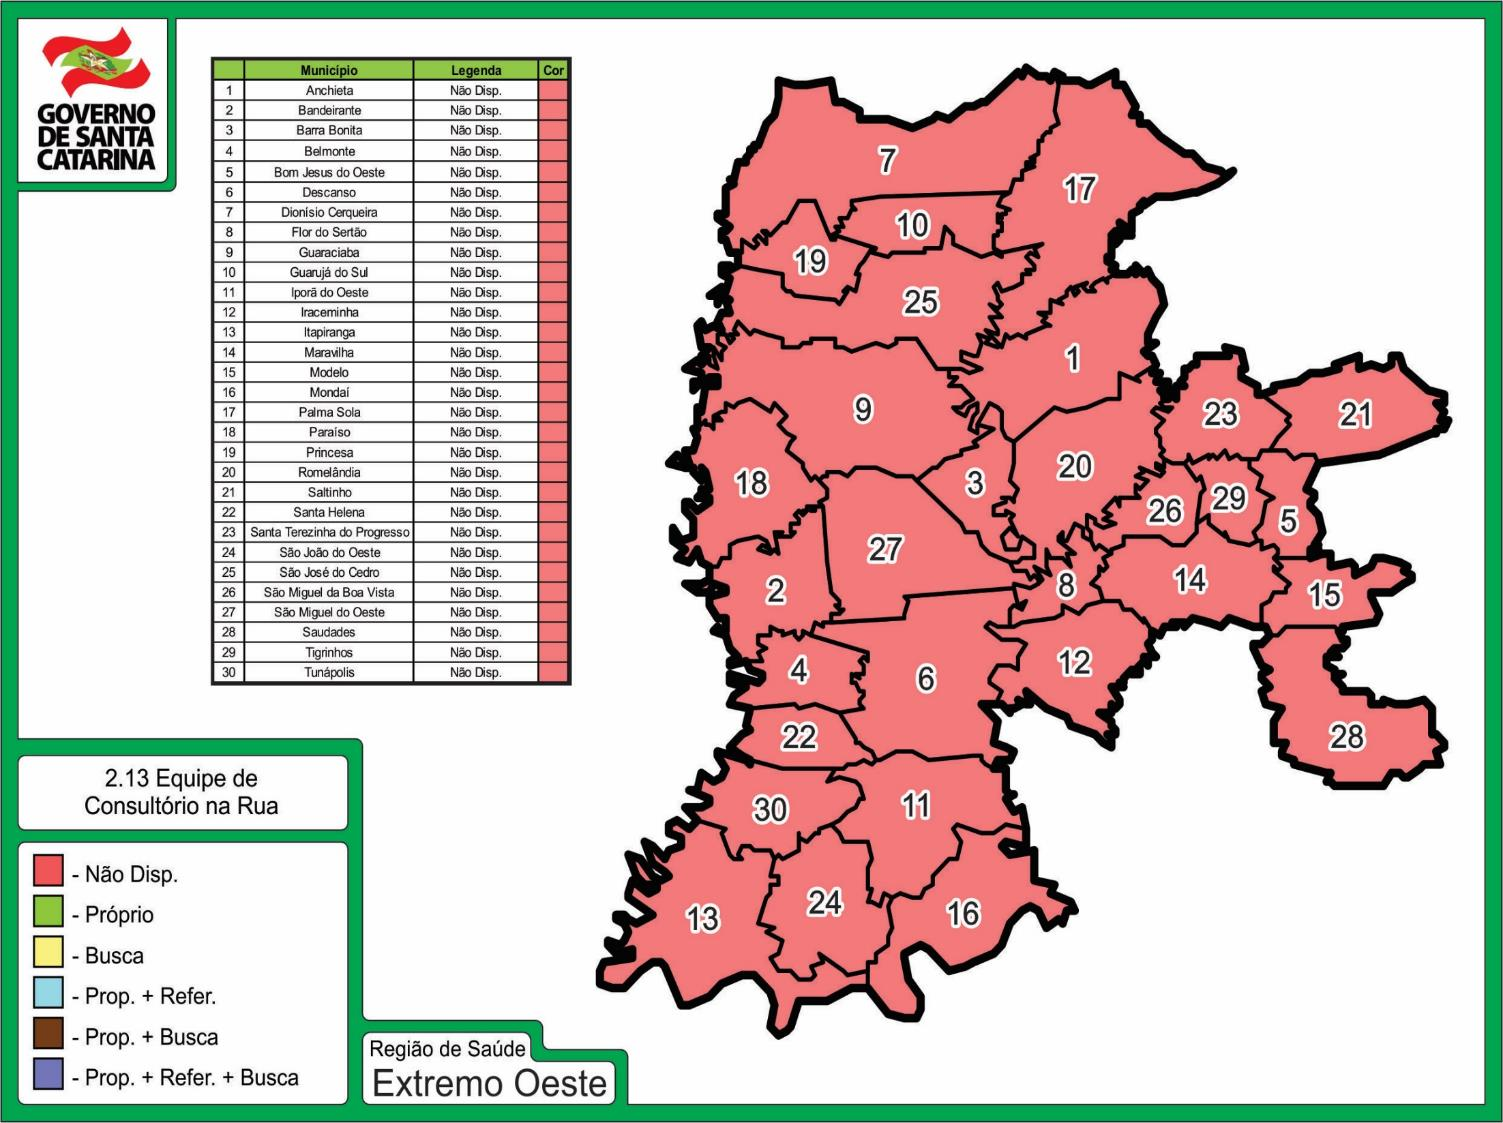 GOVERNO
DE SANTA
CATARINA
Município Legenda Cor
1 Anchieta Não Disp.
2 Bandeirante Não Disp.
3 Barra Bonita Não Disp.
4 Belmonte Não Disp.
5 Bom Jesus do Oeste Não Disp.
6 Descanso Não Disp.
7 Dionísio Cerqueira Não Disp.
8 Flor do Sertão Não Disp.
9 Guaraciaba Não Disp.
10 Guarujá do Sul Não Disp.
11 Iporã do Oeste Não Disp.
12 Iraceminha Não Disp.
13 Itapiranga Não Disp.
14 Maravilha Não Disp.
15 Modelo Não Disp.
16 Mondaí Não Disp.
17 Palma Sola Não Disp.
18 Paraíso Não Disp.
19 Princesa Não Disp.
20 Romelândia Não Disp.
21 Saltinho Não Disp.
22 Santa Helena Não Disp.
23 Santa Terezinha do Progresso Não Disp.
24 São João do Oeste Não Disp.
25 São José do Cedro Não Disp.
26 São Miguel da Boa Vista Não Disp.
27 São Miguel do Oeste Não Disp.
28 Saudades Não Disp.
29 Tigrinhos Não Disp.
30 Tunápolis Não Disp.
7
17
10
19
25
1
9
23
21
18
3
20
26
29
5
27
2
8
14
15
4
6
12
22
28
30
11
13
24
16
2.13 Equipe de
Consultório na Rua
- Não Disp.
- Próprio
- Busca
- Prop. + Refer.
- Prop. + Busca
- Prop. + Refer. + Busca
Região de Saúde
Extremo Oeste